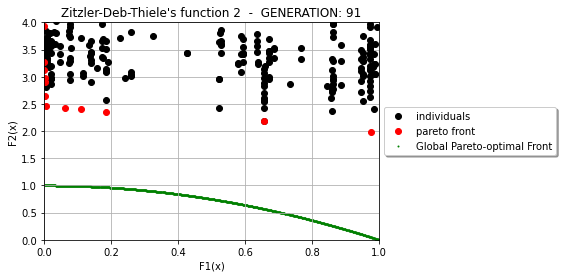 Zitzler-Deb-Thiele's function 2 - GENERATION: 91
4.0
3.5
3.0
2.5
2.0
1.5
1.0
0.5
0.0
F2(x)
0.0 0.2 0.4 0.6 0.8 1.0
F1(x)
individuals
pareto front
Global Pareto-optimal Front